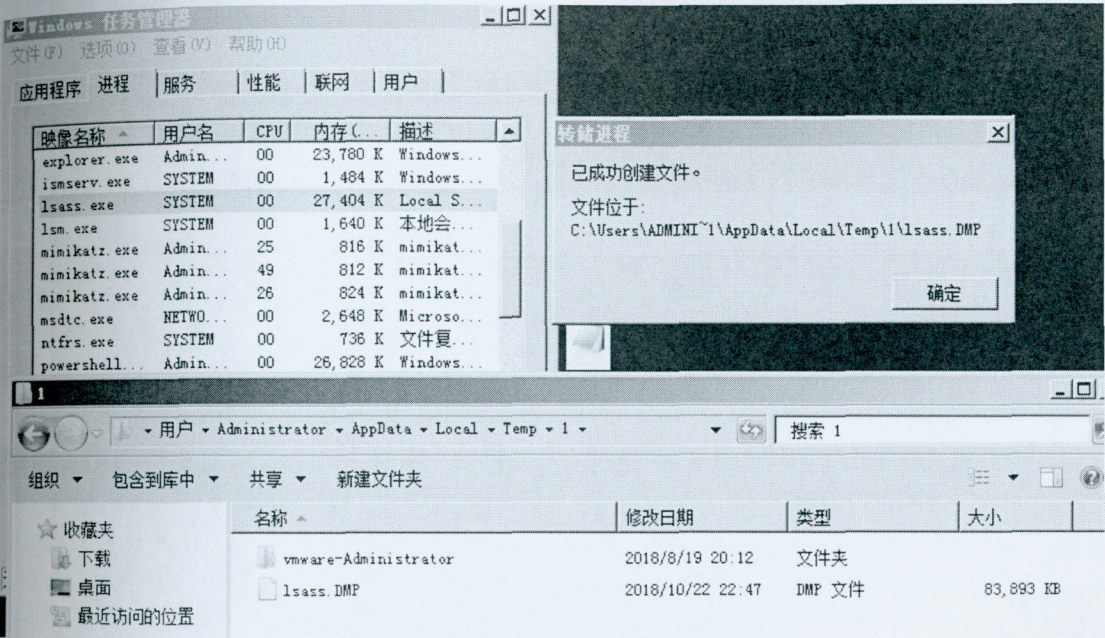 Windows 任务管理器
文件(F) 选项(O) 查看(V) 帮助(H)
应用程序 进程 服务 性能 联网 用户
映像名称 用户名 CPU 内存(... 描述
explorer.exe Admin... 00 23,780 K Windows...
ismserv.exe SYSTEM 00 1,484 K Windows...
lsass.exe SYSTEM 00 27,404 K Local S...
lsm.exe SYSTEM 00 1,640 K 本地会...
mimikatz.exe Admin... 25 816 K mimikat...
mimikatz.exe Admin... 49 812 K mimikat...
mimikatz.exe Admin... 26 824 K mimikat...
msdtc.exe NETWO... 00 2,648 K Microso...
ntfrs.exe SYSTEM 00 736 K 文件复...
powershell... Admin... 00 26,828 K Windows...
转储进程
已成功创建文件。
文件位于:
C:\Users\ADMINI~1\AppData\Local\Temp\1\lsass.DMP
确定
1
用户 Administrator AppData Local Temp 1
搜索 1
组织 包含到库中 共享 新建文件夹
收藏夹
下载
桌面
最近访问的位置
名称 修改日期 类型 大小
vmware-Administrator 2018/8/19 20:12 文件夹
lsass.DMP 2018/10/22 22:47 DMP 文件 83,893 KB